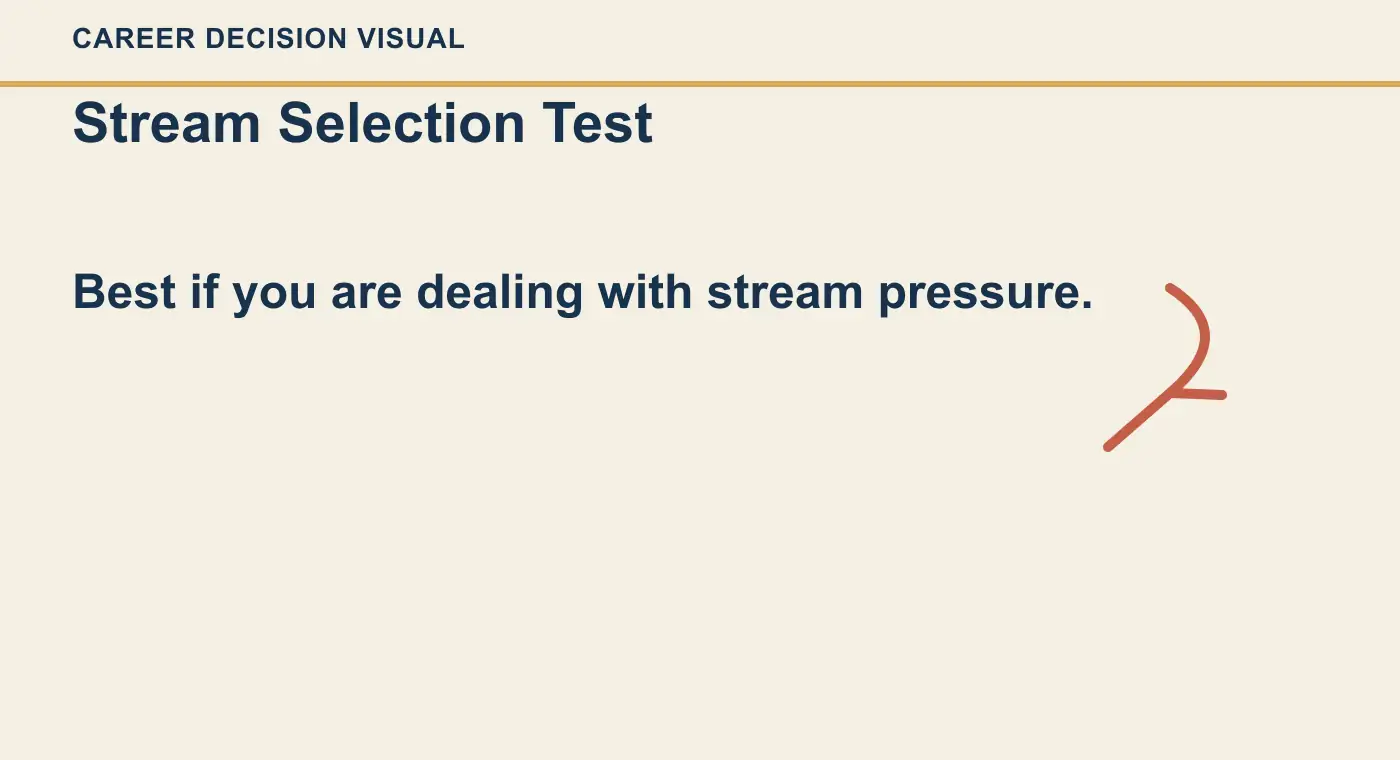 CAREER DECISION VISUAL
Stream Selection Test
Best if you are dealing with stream pressure.